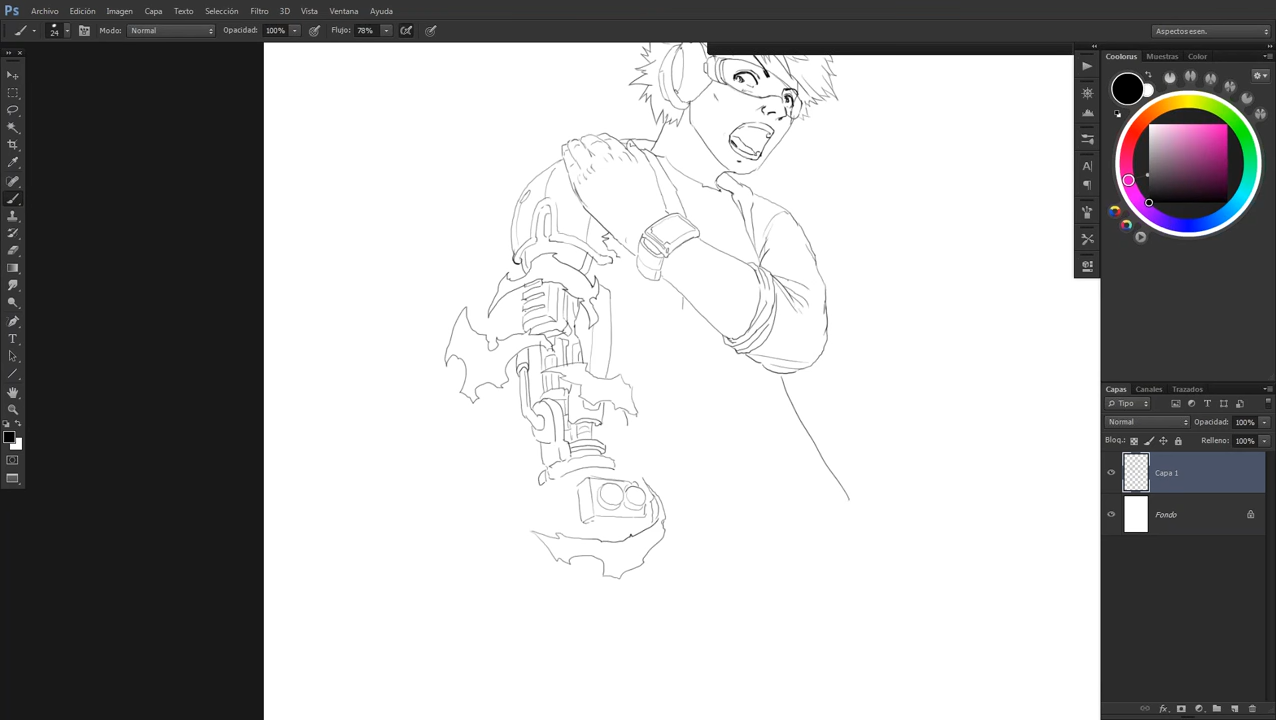 Ps Archivo Edición Imagen Capa Texto Selección Filtro 3D Vista Ventana Ayuda
24 Modo: Normal Opacidad: 100% Flujo: 78% Aspectos esen.
Coolorus Muestras Color
Capas Canales Trazados
Tipo
Normal Opacidad: 100%
Bloq.: Relleno: 100%
Capa 1
Fondo